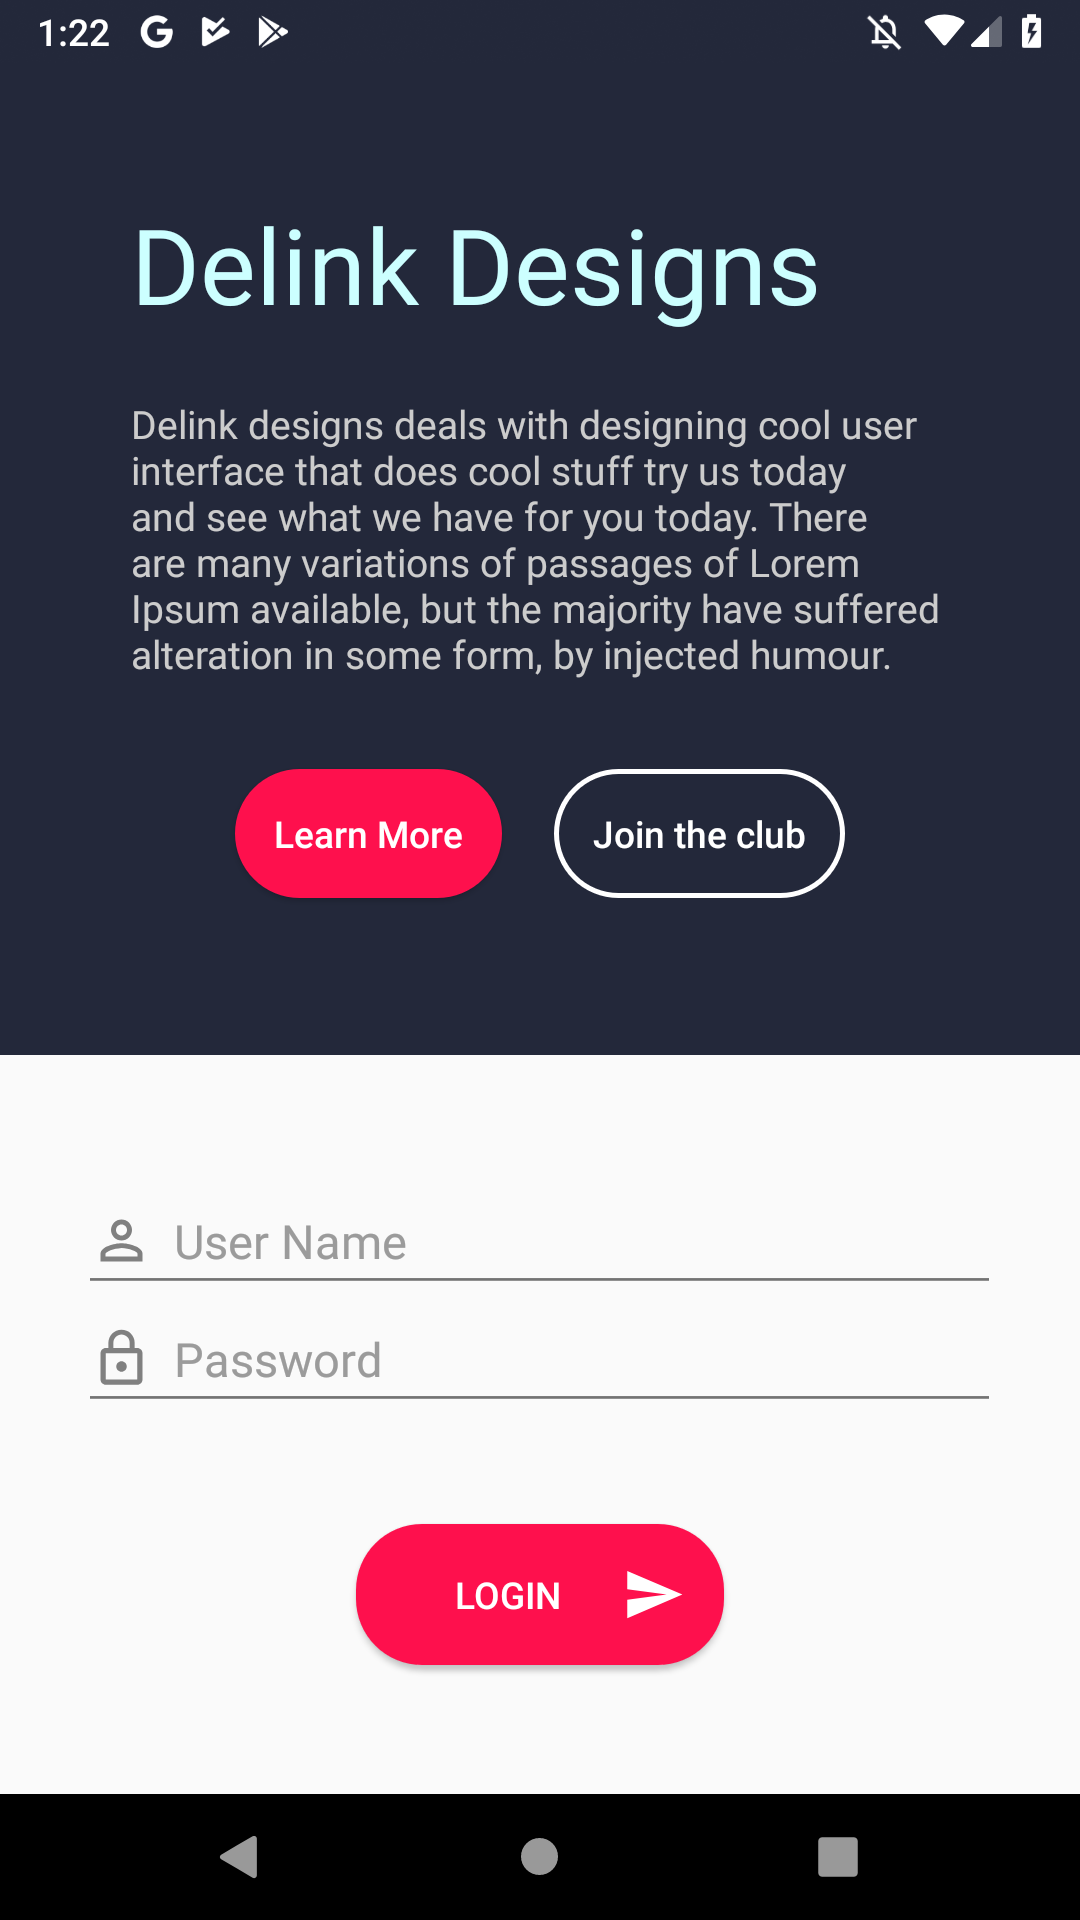 1:22
Delink Designs
Delink designs deals with designing cool user
interface that does cool stuff try us today
and see what we have for you today. There
are many variations of passages of Lorem
Ipsum available, but the majority have suffered
alteration in some form, by injected humour.
Learn More
Join the club
User Name
Password
LOGIN